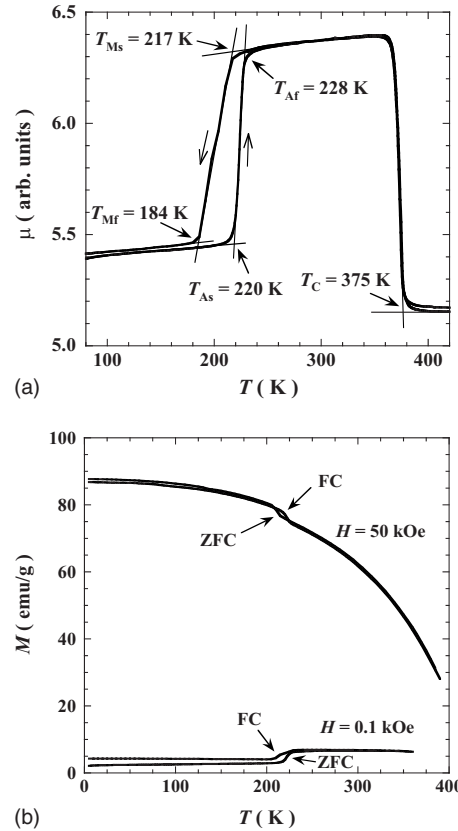 6.5
T_Ms = 217 K
T_Af = 228 K
6.0
μ ( arb. units )
T_Mf = 184 K
5.5
T_As = 220 K
T_C = 375 K
5.0
100 200 300 400
(a)
T ( K )
100
FC
80
ZFC
H = 50 kOe
60
M ( emu/g )
40
20
FC
H = 0.1 kOe
ZFC
0
0 100 200 300 400
(b)
T ( K )